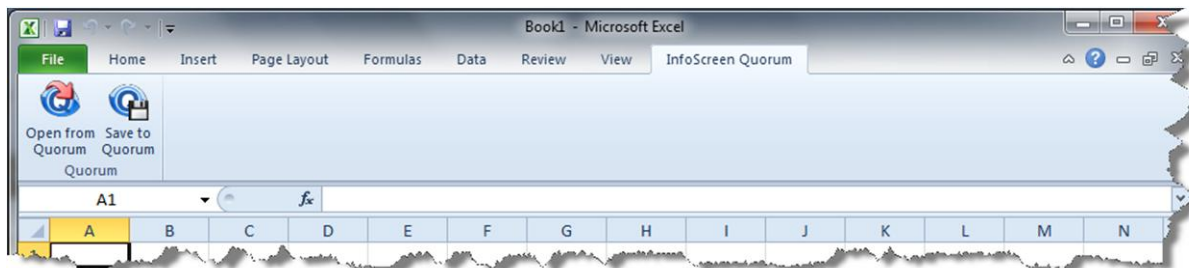 Book1 - Microsoft Excel
File Home Insert Page Layout Formulas Data Review View InfoScreen Quorum
Open from Quorum
Save to Quorum
Quorum
A1 fx
A B C D E F G H I J K L M N